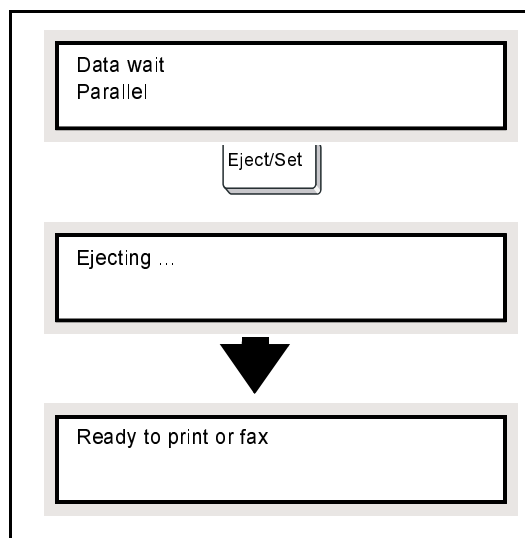 Data wait
Parallel
Eject/Set
Ejecting ...
Ready to print or fax